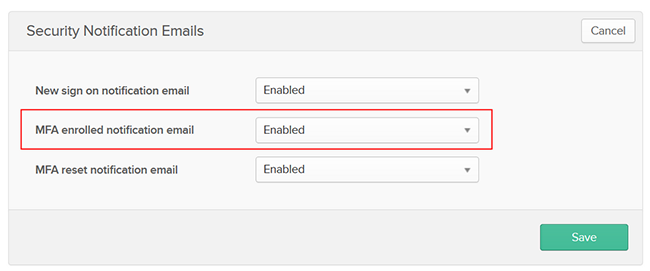 Security Notification Emails
Cancel
New sign on notification email Enabled
MFA enrolled notification email Enabled
MFA reset notification email Enabled
Save